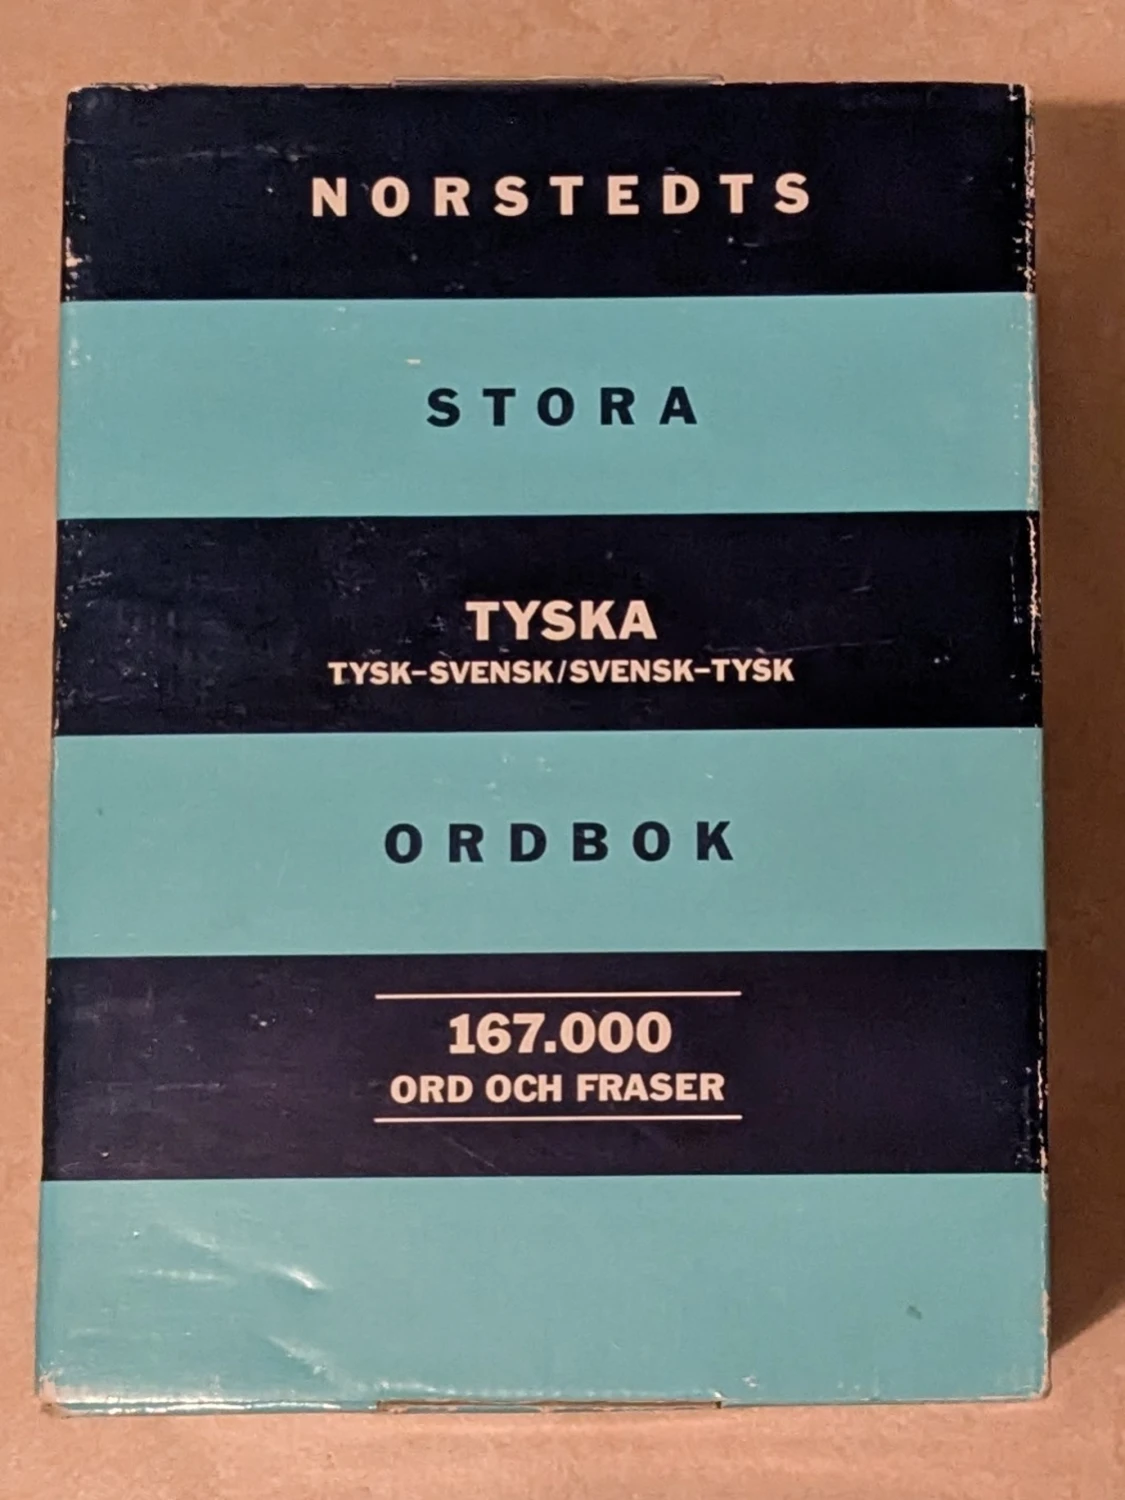 NORSTEDTS
STORA
TYSKA
TYSK–SVENSK/SVENSK–TYSK
ORDBOK
167.000
ORD OCH FRASER